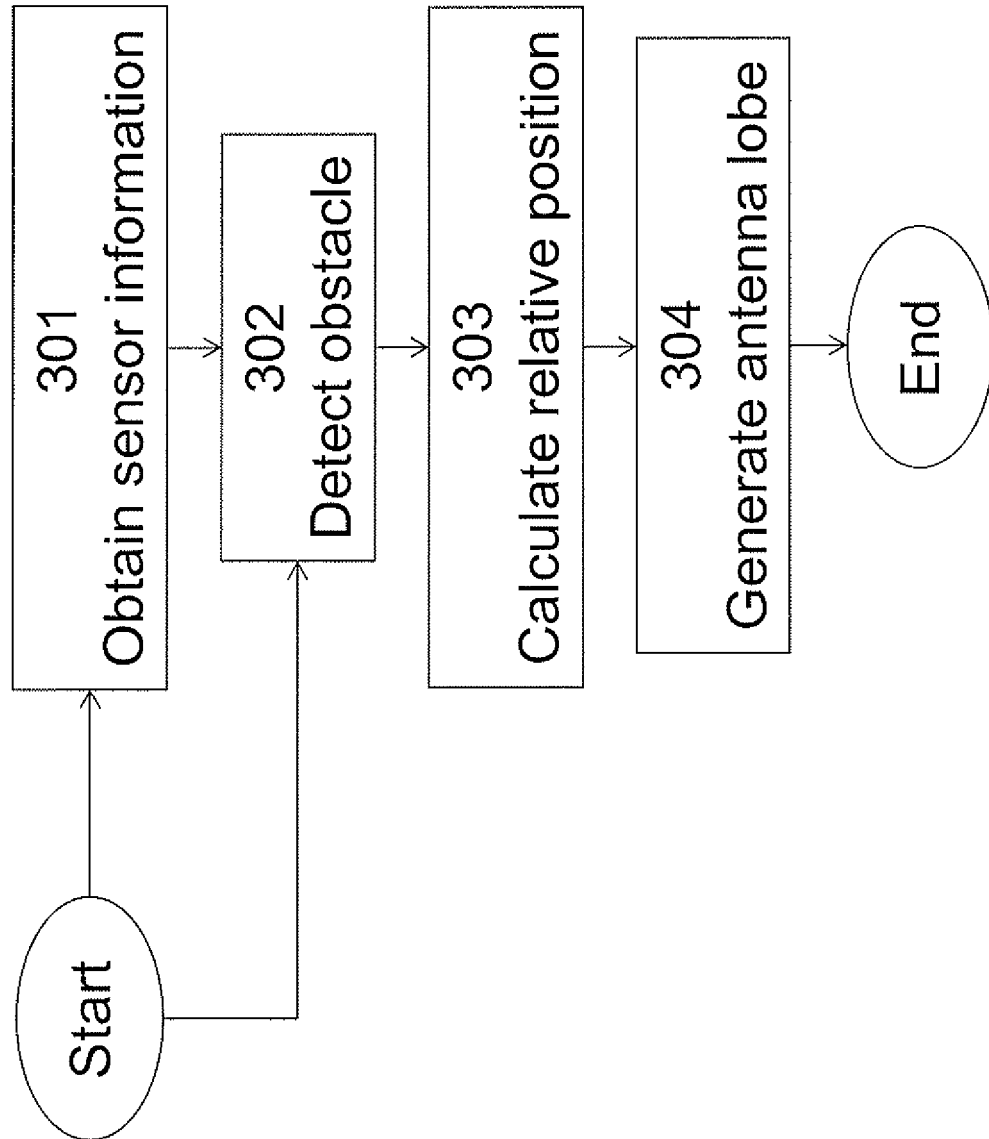 Start
301
Obtain sensor information
302
Detect obstacle
303
Calculate relative position
304
Generate antenna lobe
End